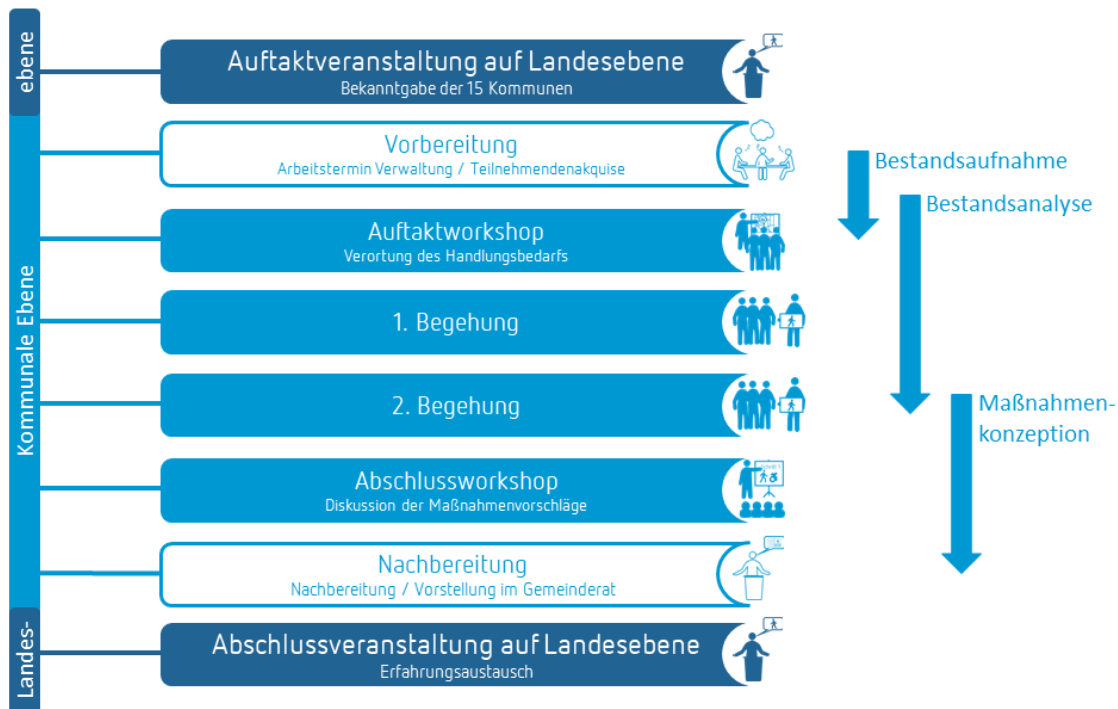 ebene
Auftaktveranstaltung auf Landesebene
Bekanntgabe der 15 Kommunen
Kommunale Ebene
Vorbereitung
Arbeitstermin Verwaltung / Teilnehmendenakquise
Bestandsaufnahme
Bestandsanalyse
Auftaktworkshop
Verortung des Handlungsbedarfs
1. Begehung
2. Begehung
Maßnahmen-
konzeption
Abschlussworkshop
Diskussion der Maßnahmenvorschläge
Nachbereitung
Nachbereitung / Vorstellung im Gemeinderat
Landes-
Abschlussveranstaltung auf Landesebene
Erfahrungsaustausch